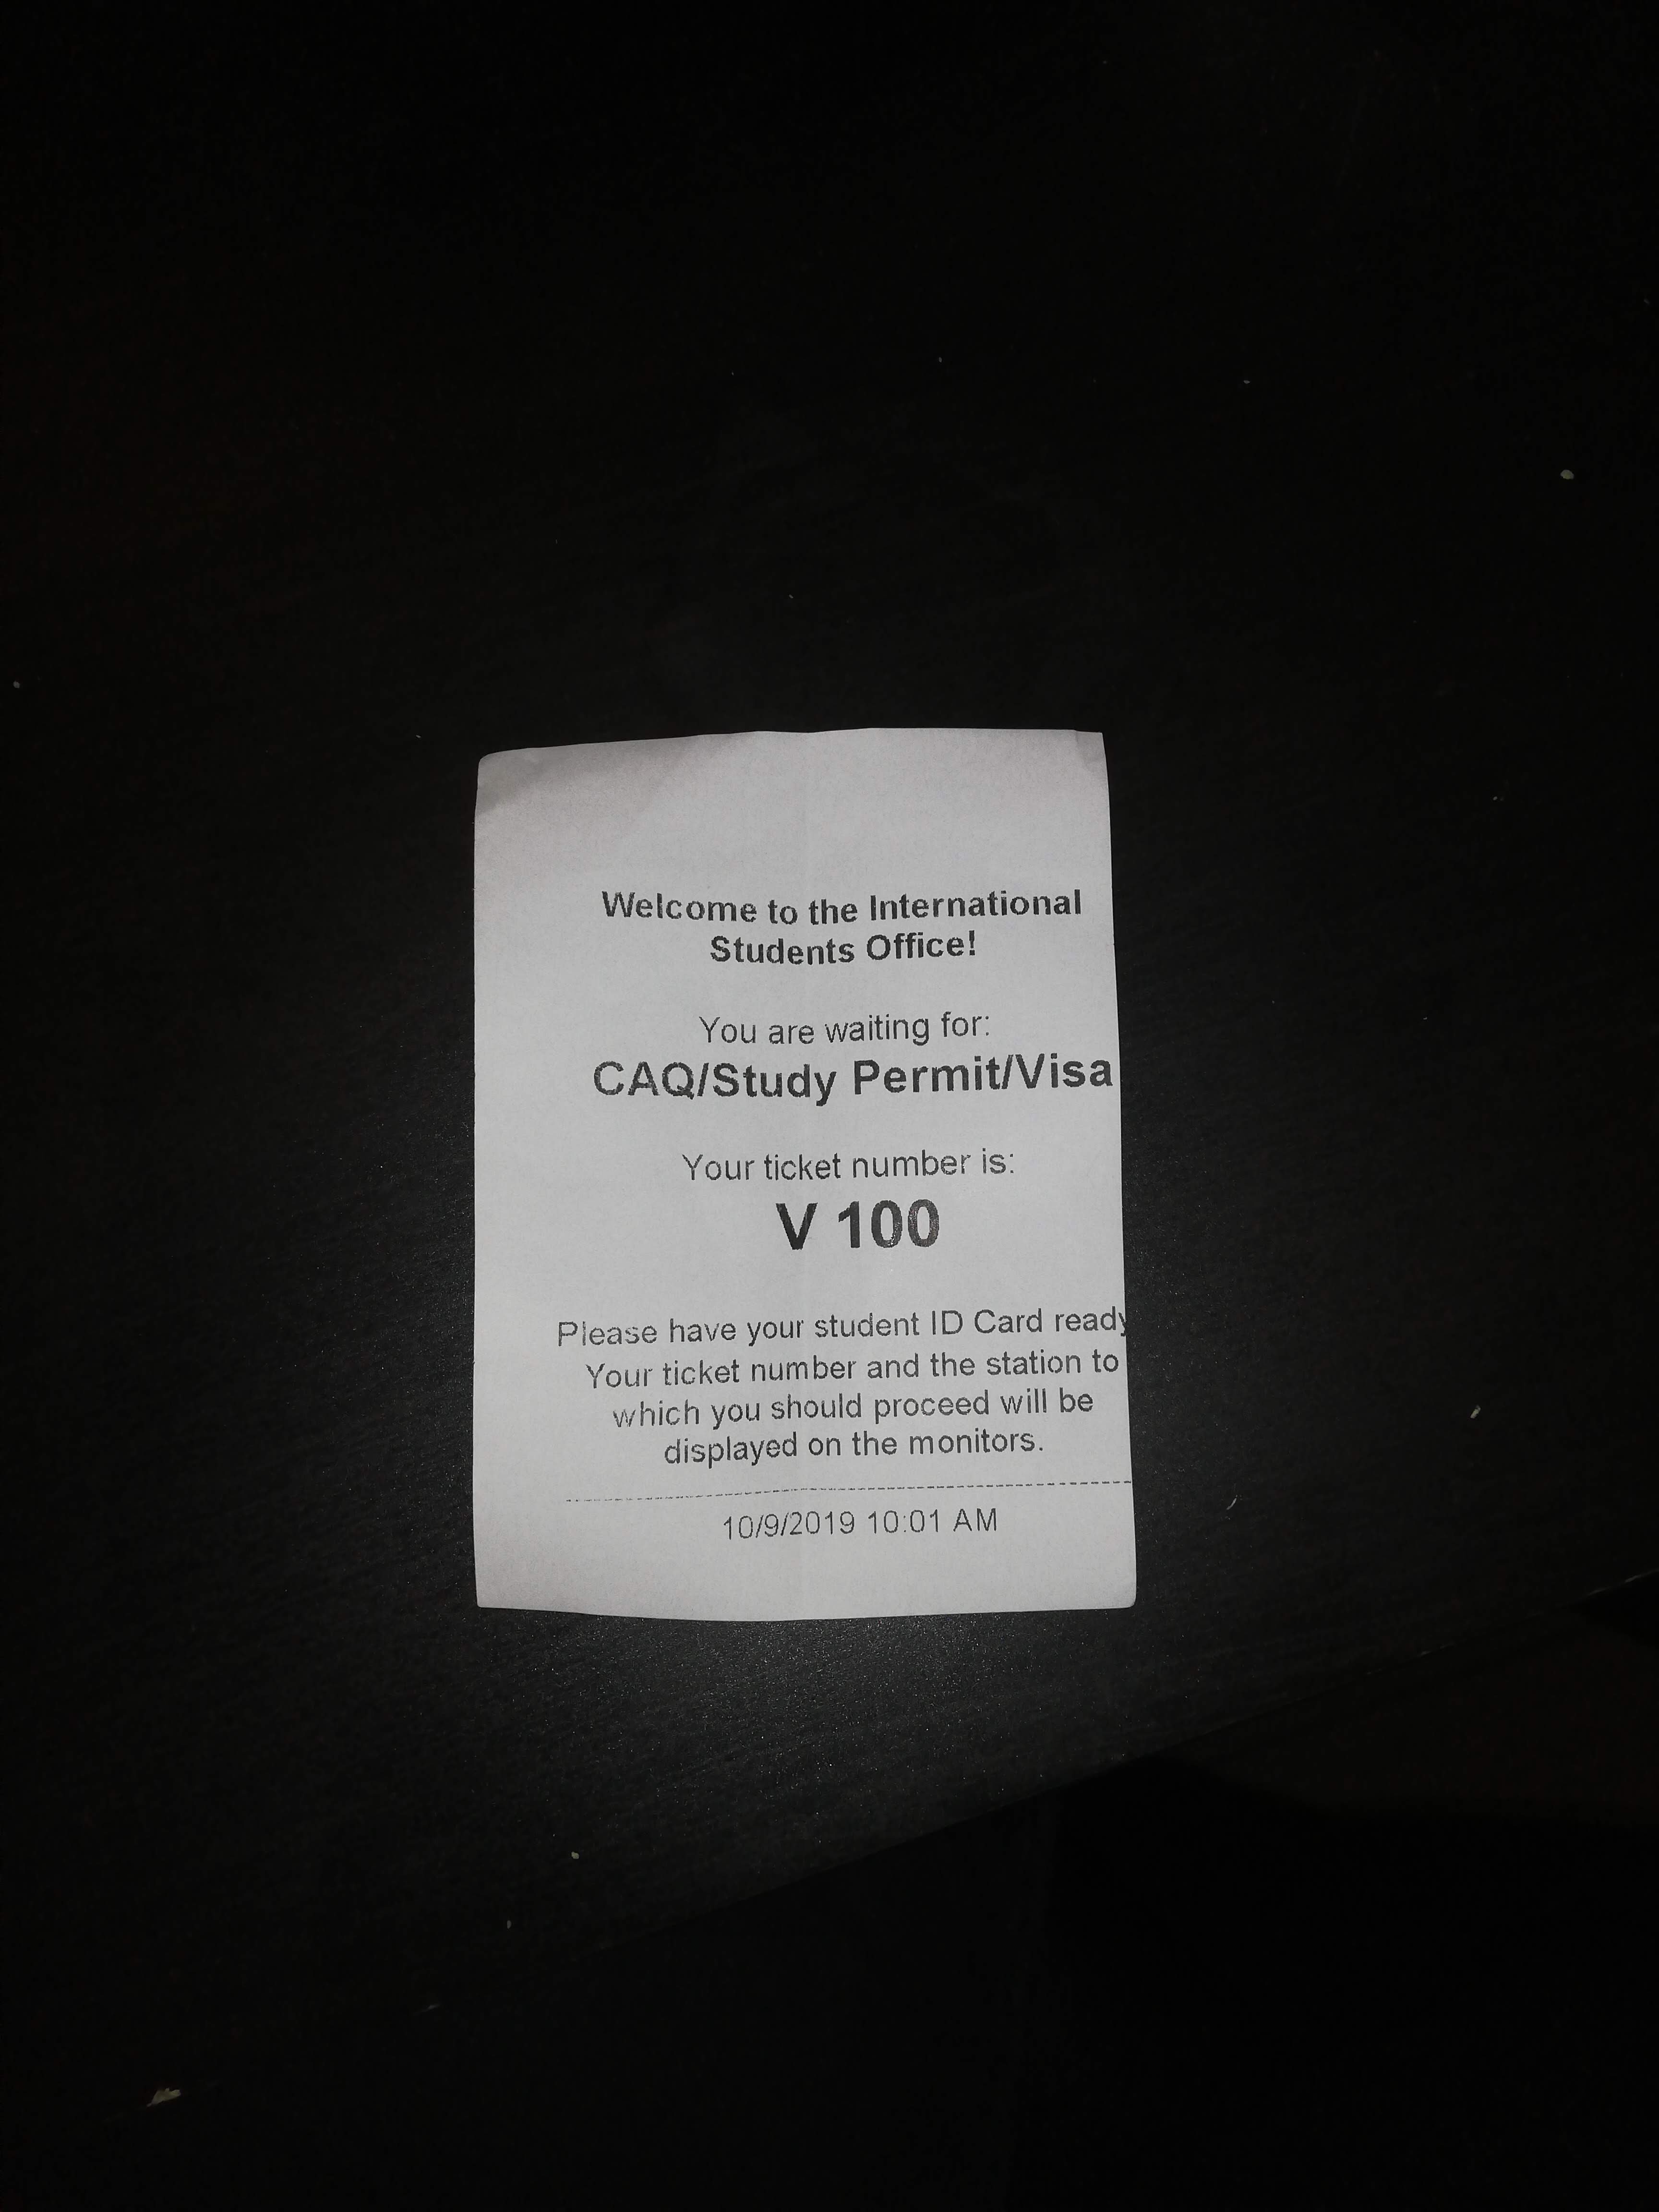 Welcome to the International
Students Office!
You are waiting for:
CAQ/Study Permit/Visa
Your ticket number is:
V 100
Please have your student ID Card ready
Your ticket number and the station to
which you should proceed will be
displayed on the monitors.
10/9/2019 10:01 AM